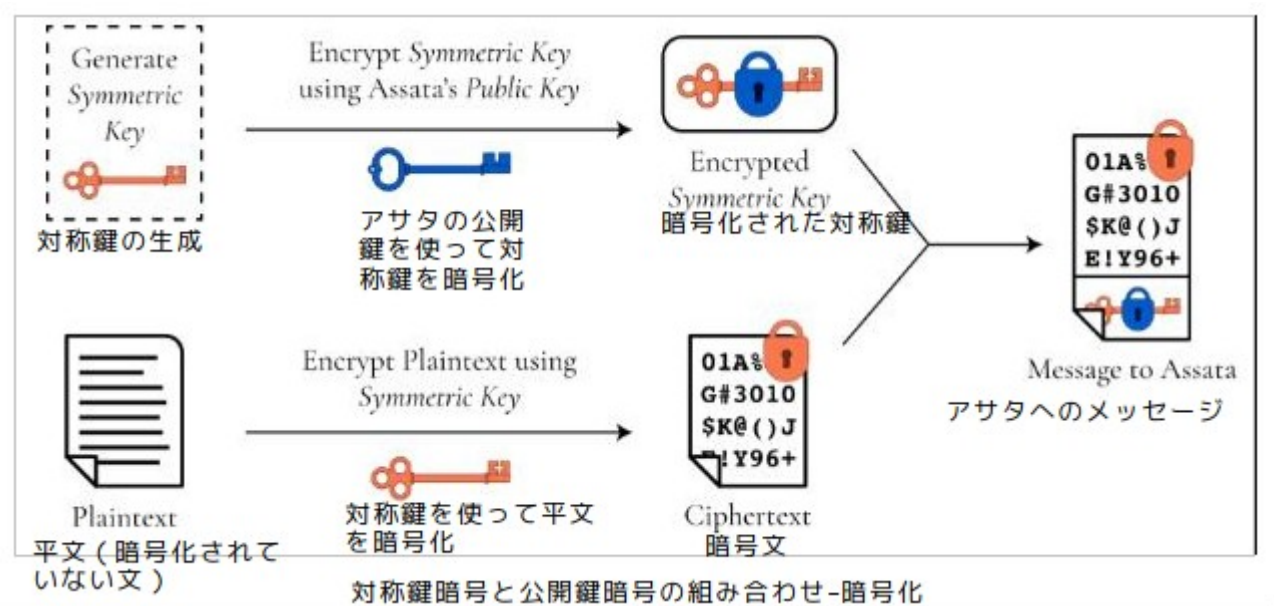 Generate
Symmetric
Key
対称鍵の生成
Encrypt Symmetric Key
using Assata's Public Key
アサタの公開
鍵を使って対
称鍵を暗号化
Encrypted
Symmetric Key
暗号化された対称鍵
Plaintext
平文(暗号化されて
いない文)
Encrypt Plaintext using
Symmetric Key
対称鍵を使って平文
を暗号化
01A%
G#3010
$K@()J
E!Y96+
Ciphertext
暗号文
01A%
G#3010
$K@()J
E!Y96+
Message to Assata
アサタへのメッセージ
対称鍵暗号と公開鍵暗号の組み合わせ–暗号化